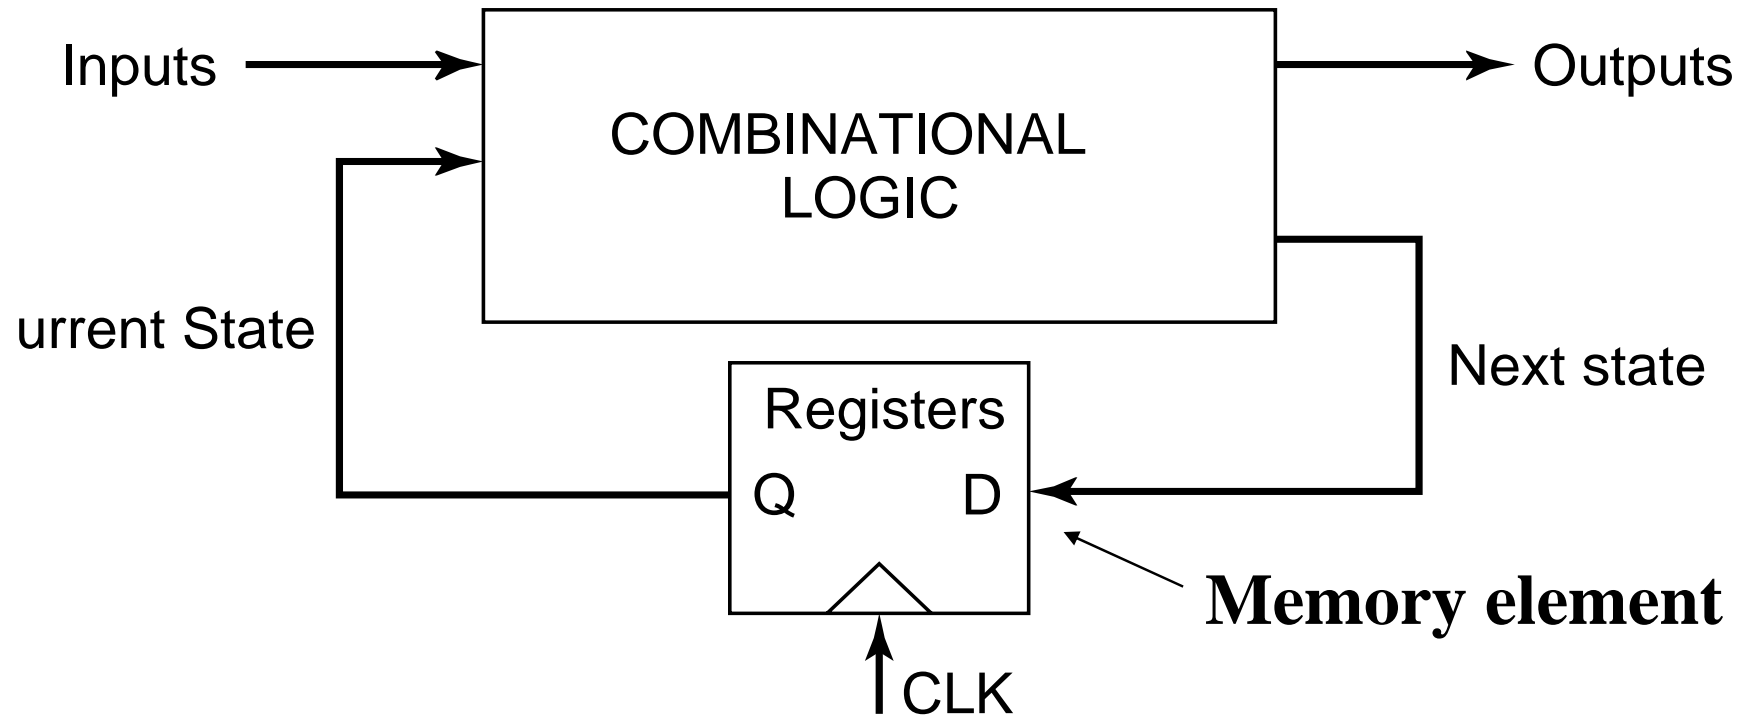 Inputs
Outputs
COMBINATIONAL
LOGIC
urrent State
Next state
Registers
Q
D
Memory element
CLK